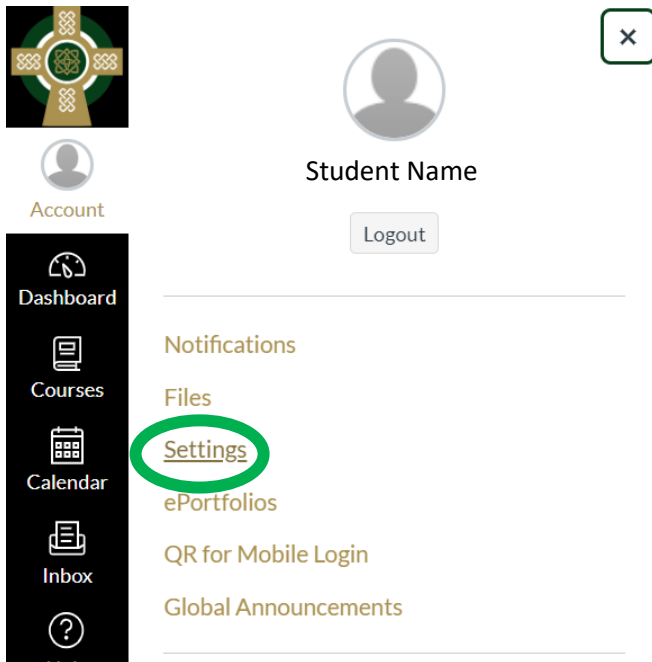 Student Name
Logout
Account
Dashboard
Courses
Calendar
Inbox
Notifications
Files
Settings
ePortfolios
QR for Mobile Login
Global Announcements